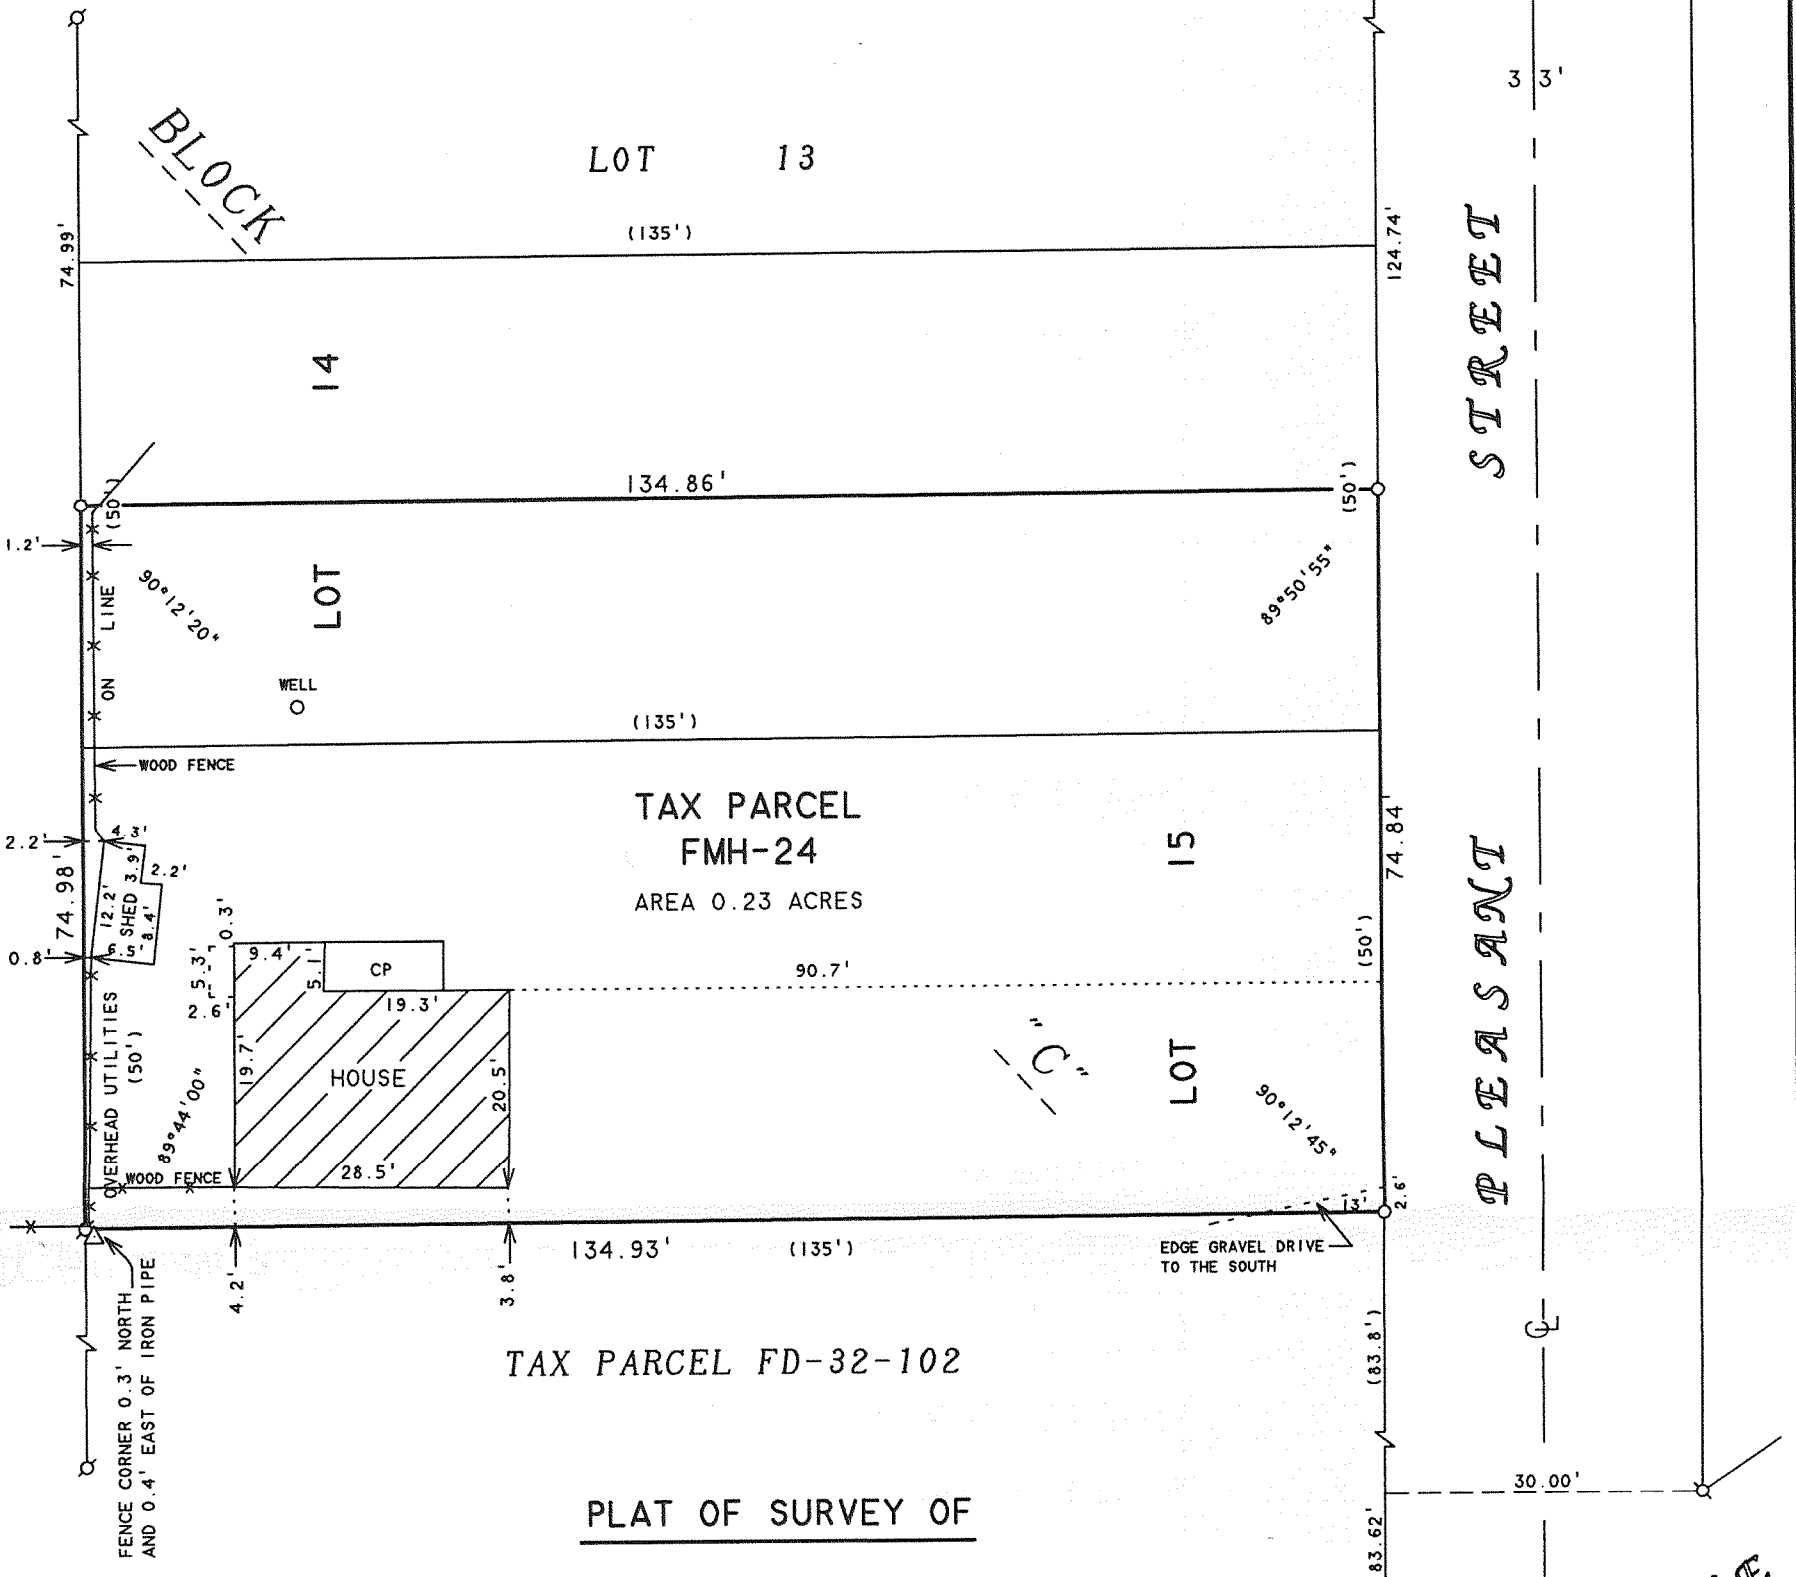 3 3'
BLOCK
LOT 13
(135')
74.99'
124.74'
STREET
14
134.86'
(50')
(50')
1.2'
90°12'20"
LOT
89°50'55"
ON LINE
WELL
(135')
WOOD FENCE
TAX PARCEL
FMH-24
AREA 0.23 ACRES
15
74.84'
2.2'
4.3'
3.9'
2.2'
SHED
12.2'
8.4'
6.5'
74.98'
0.8'
0.3'
5.3'
9.4'
5.1'
CP
90.7'
(50')
PLEASANT
2.6'
19.3'
OVERHEAD UTILITIES
(50')
19.7'
HOUSE
20.5'
"C"
LOT
89°44'00"
90°12'45"
WOOD FENCE
28.5'
13'
2.6'
134.93'
(135')
EDGE GRAVEL DRIVE
TO THE SOUTH
4.2'
3.8'
FENCE CORNER 0.3' NORTH
AND 0.4' EAST OF IRON PIPE
TAX PARCEL FD-32-102
(83.8')
CL
30.00'
PLAT OF SURVEY OF
83.62'